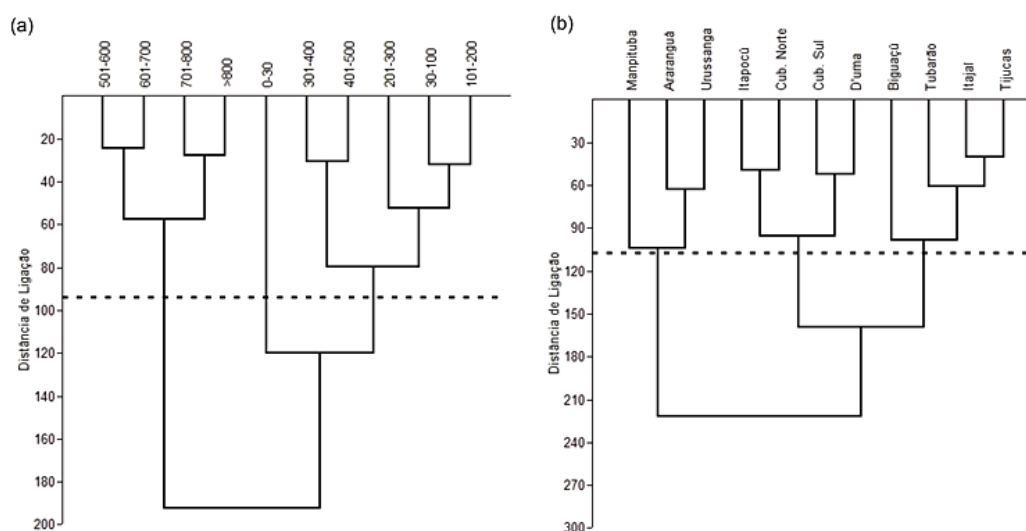 (a)
501-600
601-700
701-800
>800
0-30
301-400
401-500
201-300
30-100
101-200
Distância de Ligação
20
40
60
80
100
120
140
160
180
200
(b)
Manpituba
Araranguá
Urussanga
Itapocú
Cub. Norte
Cub. Sul
D'uma
Biguaçú
Tubarão
Itajaí
Tijucas
Distância de Ligação
30
60
90
120
150
180
210
240
270
300